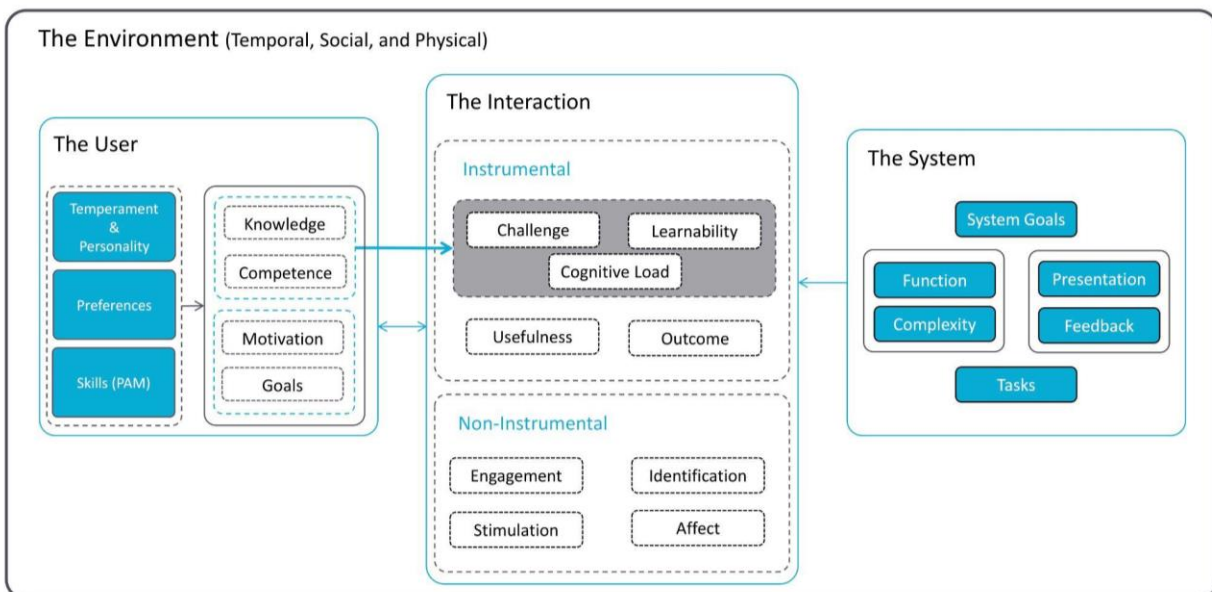 The Environment (Temporal, Social, and Physical)
The User
Temperament
&
Personality
Preferences
Skills (PAM)
Knowledge
Competence
Motivation
Goals
The Interaction
Instrumental
Challenge
Learnability
Cognitive Load
Usefulness
Outcome
Non-Instrumental
Engagement
Identification
Stimulation
Affect
The System
System Goals
Function
Complexity
Presentation
Feedback
Tasks